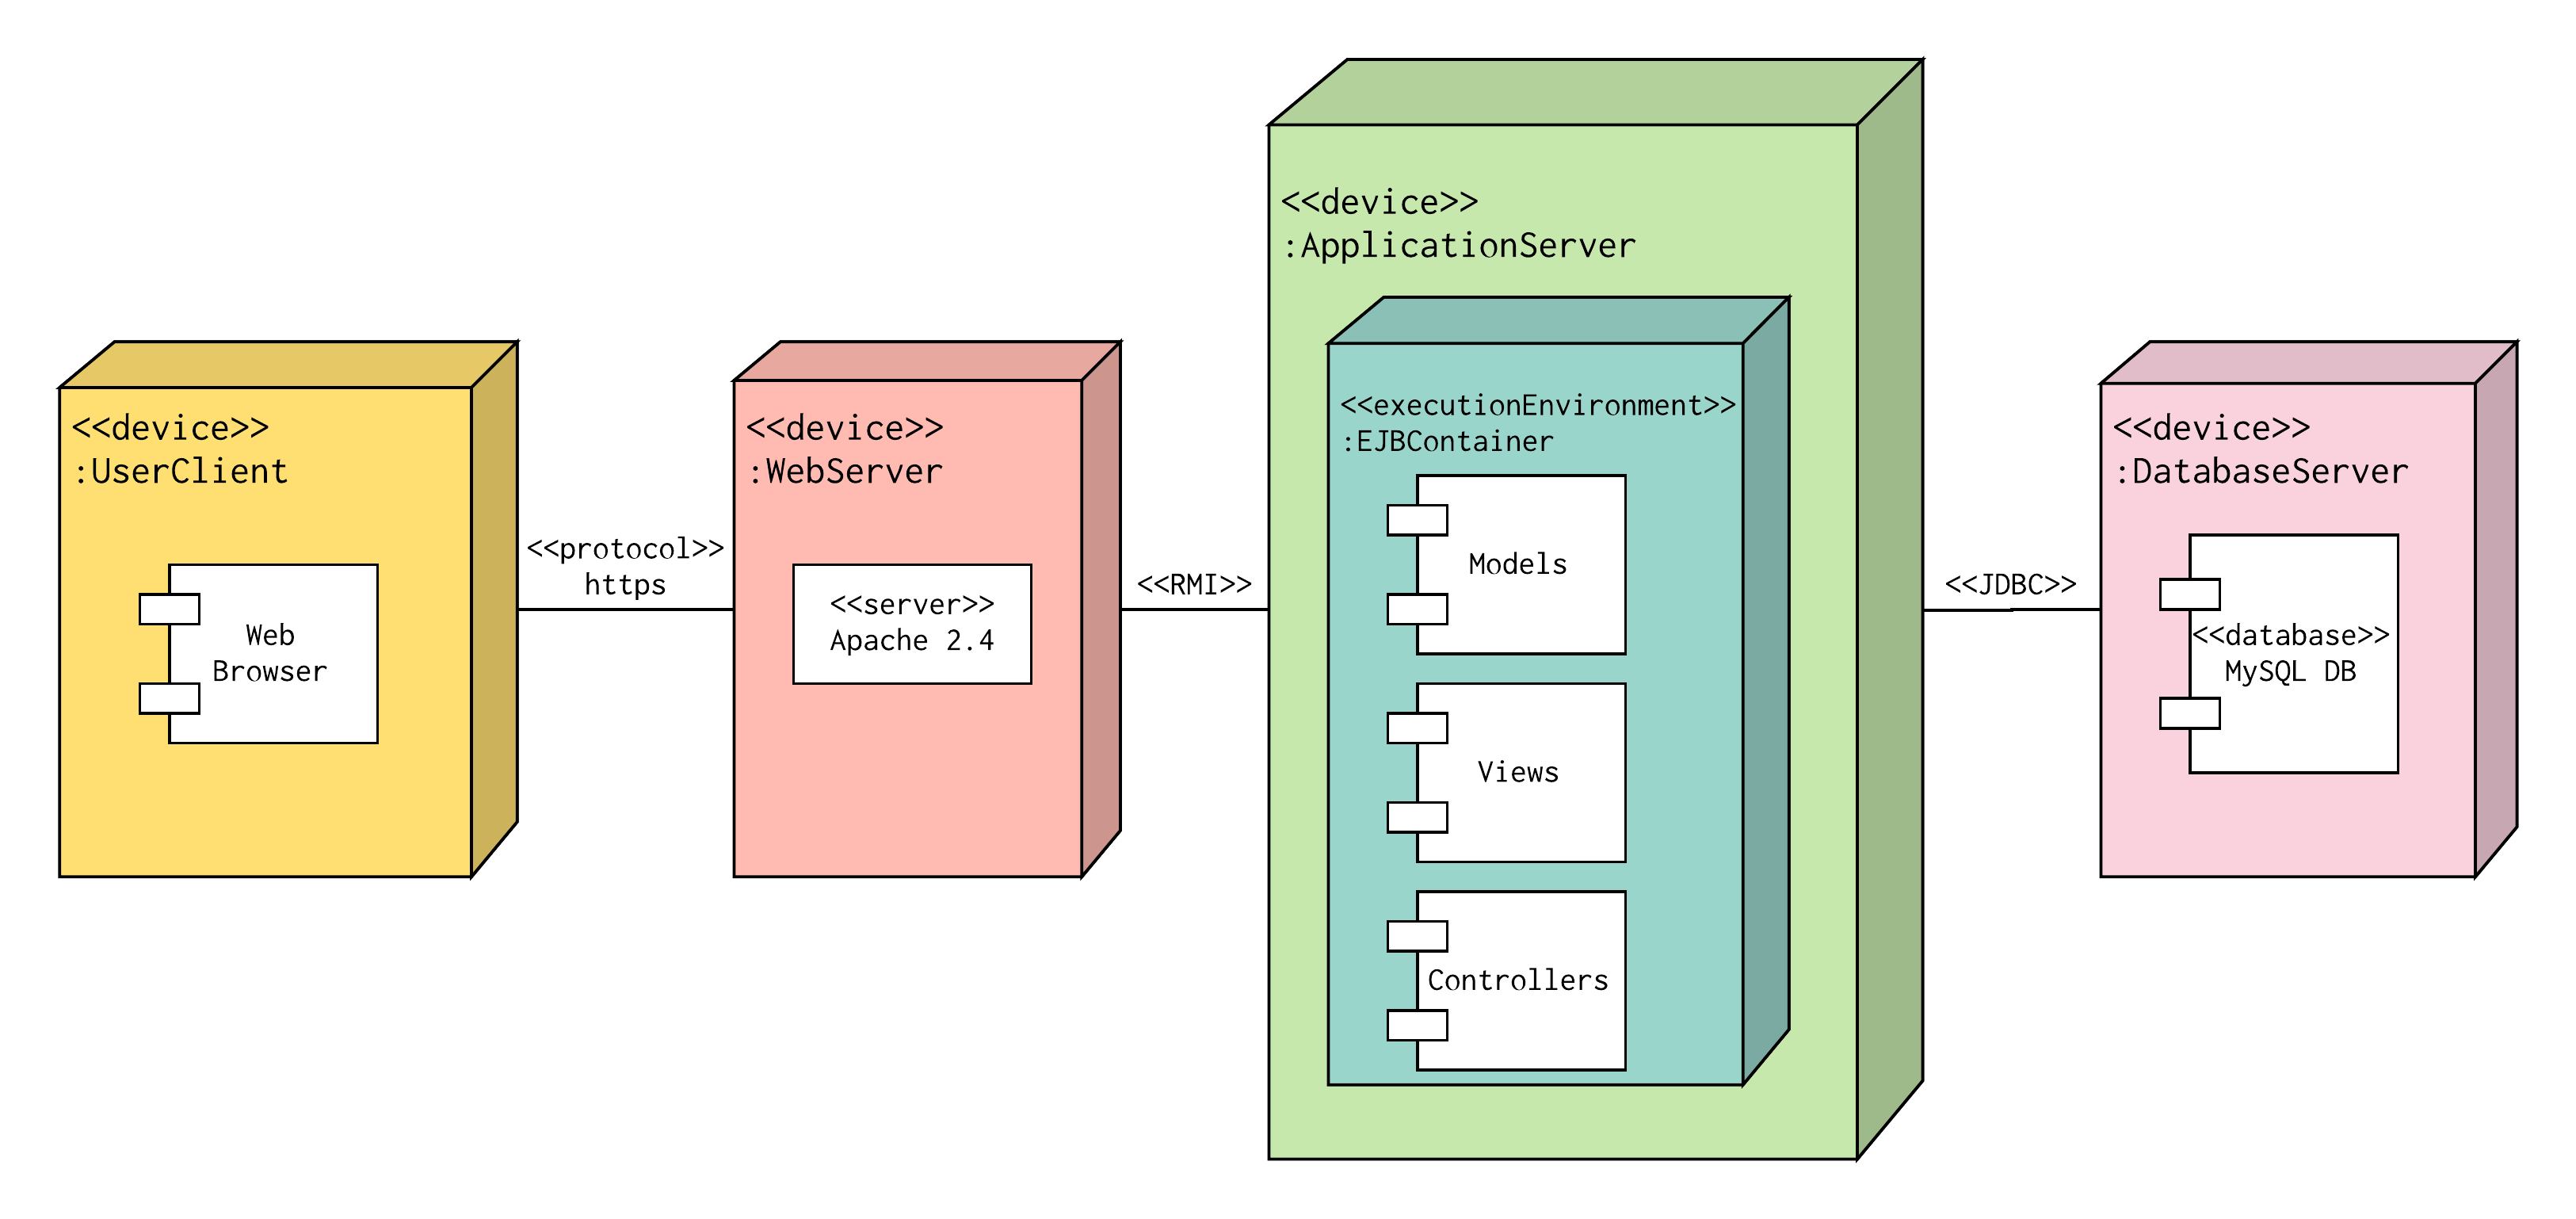 <<device>>
:UserClient
Web
Browser
<<protocol>>
https
<<device>>
:WebServer
<<server>>
Apache 2.4
<<RMI>>
<<device>>
:ApplicationServer
<<executionEnvironment>>
:EJBContainer
Models
Views
Controllers
<<JDBC>>
<<device>>
:DatabaseServer
<<database>>
MySQL DB